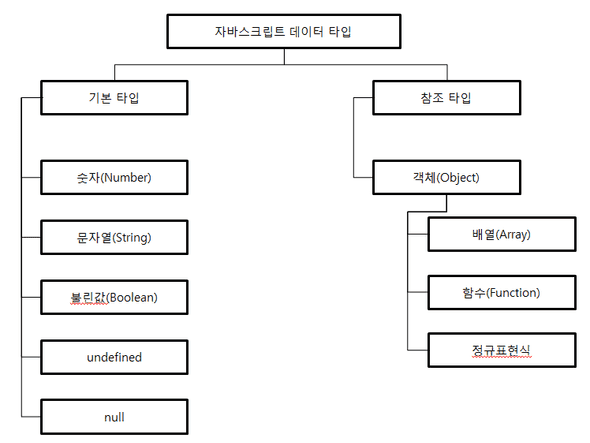 자바스크립트 데이터 타입
기본 타입
참조 타입
숫자(Number)
객체(Object)
문자열(String)
배열(Array)
불린값(Boolean)
함수(Function)
undefined
정규표현식
null